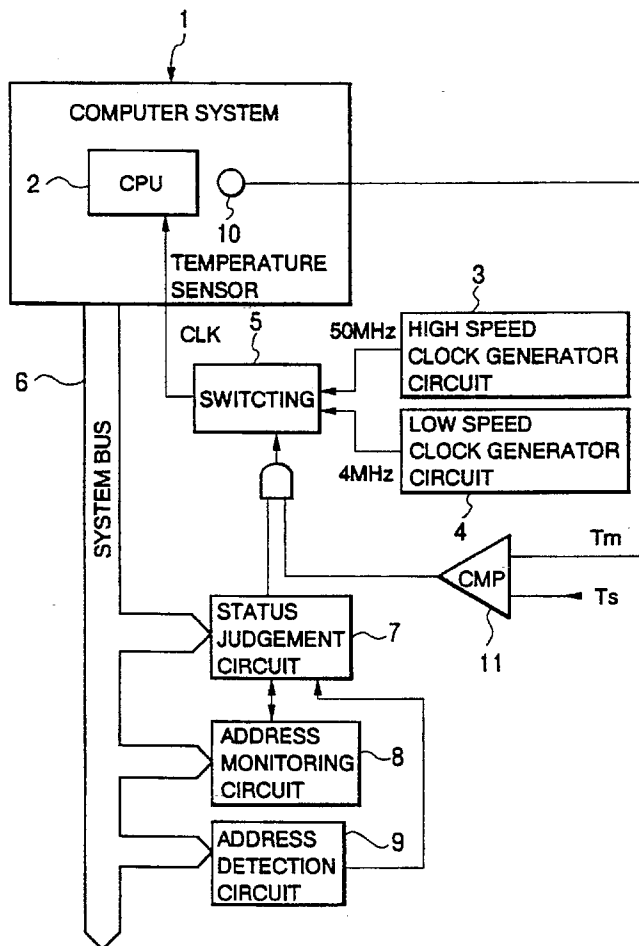 1
COMPUTER SYSTEM
2
CPU
10
TEMPERATURE
SENSOR
3
5
CLK
50MHz
HIGH SPEED
CLOCK GENERATOR
CIRCUIT
6
SWITCTING
LOW SPEED
CLOCK GENERATOR
CIRCUIT
4MHz
4
SYSTEM BUS
Tm
CMP
Ts
11
STATUS
JUDGEMENT
CIRCUIT
7
ADDRESS
MONITORING
CIRCUIT
8
ADDRESS
DETECTION
CIRCUIT
9